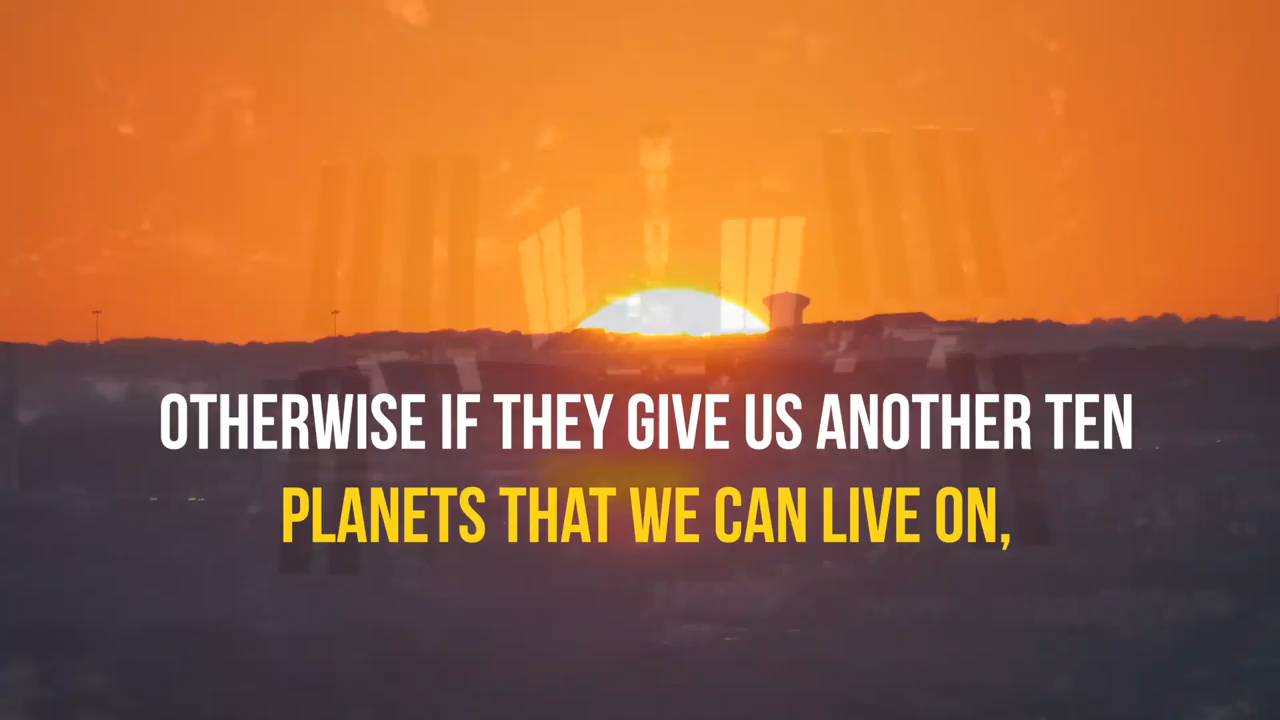 OTHERWISE IF THEY GIVE US ANOTHER TEN
PLANETS THAT WE CAN LIVE ON,